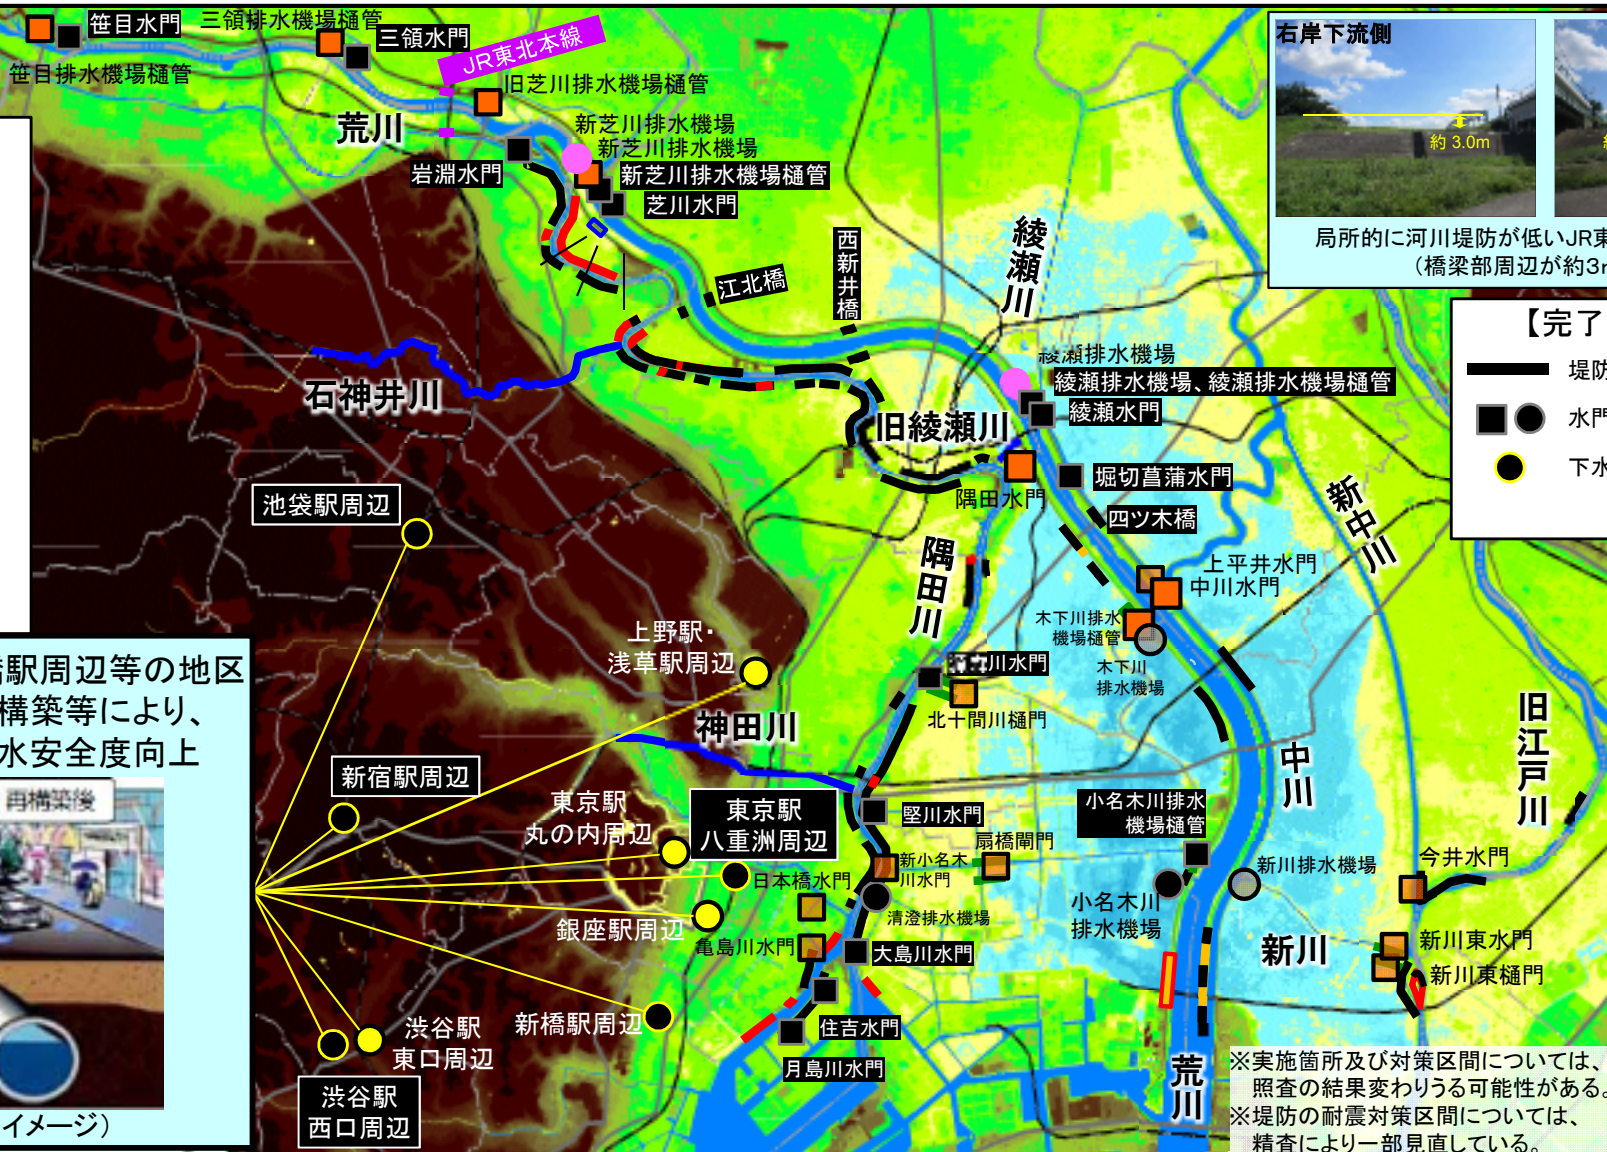 笹目水門
三領排水機場樋管
三領水門
JR東北本線
笹目排水機場樋管
旧芝川排水機場樋管
荒川
新芝川排水機場
新芝川排水機場
岩淵水門
新芝川排水機場樋管
芝川水門
右岸下流側
約 3.0m
局所的に河川堤防が低いJR東
（橋梁部周辺が約3
綾瀬川
西新井橋
江北橋
【完了
堤防
水門
下水
綾瀬排水機場
綾瀬排水機場、綾瀬排水機場樋管
綾瀬水門
石神井川
旧綾瀬川
堀切菖蒲水門
隅田水門
四ツ木橋
新中川
池袋駅周辺
隅田川
上平井水門
中川水門
木下川排水
機場樋管
木下川
排水機場
上野駅・
浅草駅周辺
川水門
北十間川樋門
駅周辺等の地区
構築等により、
水安全度向上
再構築後
イメージ）
神田川
新宿駅周辺
中川
旧江戸川
東京駅
丸の内周辺
東京駅
八重洲周辺
竪川水門
小名木川排水
機場樋管
扇橋閘門
新小名木
川水門
日本橋水門
新川排水機場
今井水門
清澄排水機場
小名木川
排水機場
銀座駅周辺
亀島川水門
大島川水門
新川
新川東水門
新川東樋門
新橋駅周辺
住吉水門
渋谷駅
東口周辺
月島川水門
荒川
渋谷駅
西口周辺
※実施箇所及び対策区間については、
照査の結果変わりうる可能性がある。
※堤防の耐震対策区間については、
精査により一部見直している。